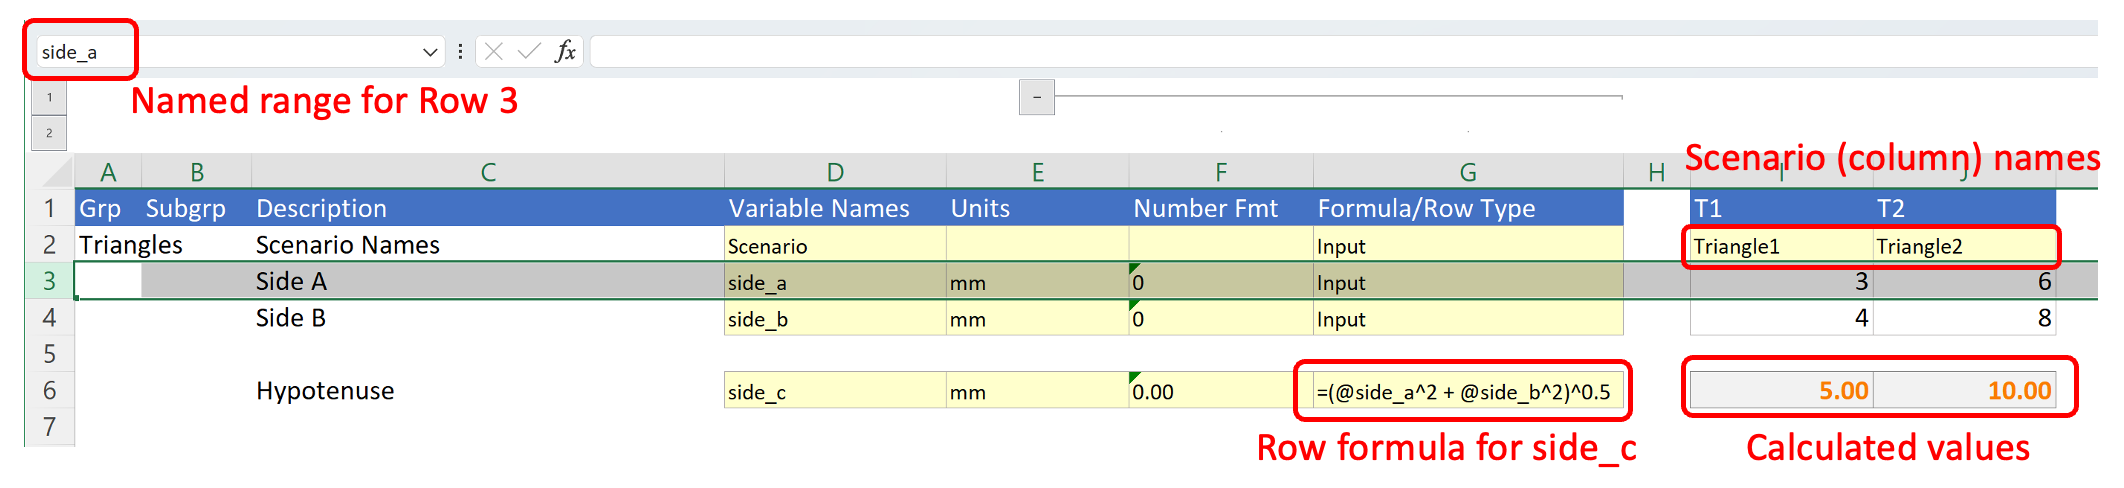 side_a
fx
Named range for Row 3
1
-
2
Scenario (column) names
A B C D E F G H I J
1 Grp Subgrp Description Variable Names Units Number Fmt Formula/Row Type T1 T2
2 Triangles Scenario Names Scenario Input Triangle1 Triangle2
3 Side A side_a mm 0 Input 3 6
4 Side B side_b mm 0 Input 4 8
5
6 Hypotenuse side_c mm 0.00 =(@side_a^2 + @side_b^2)^0.5 5.00 10.00
7
Row formula for side_c
Calculated values